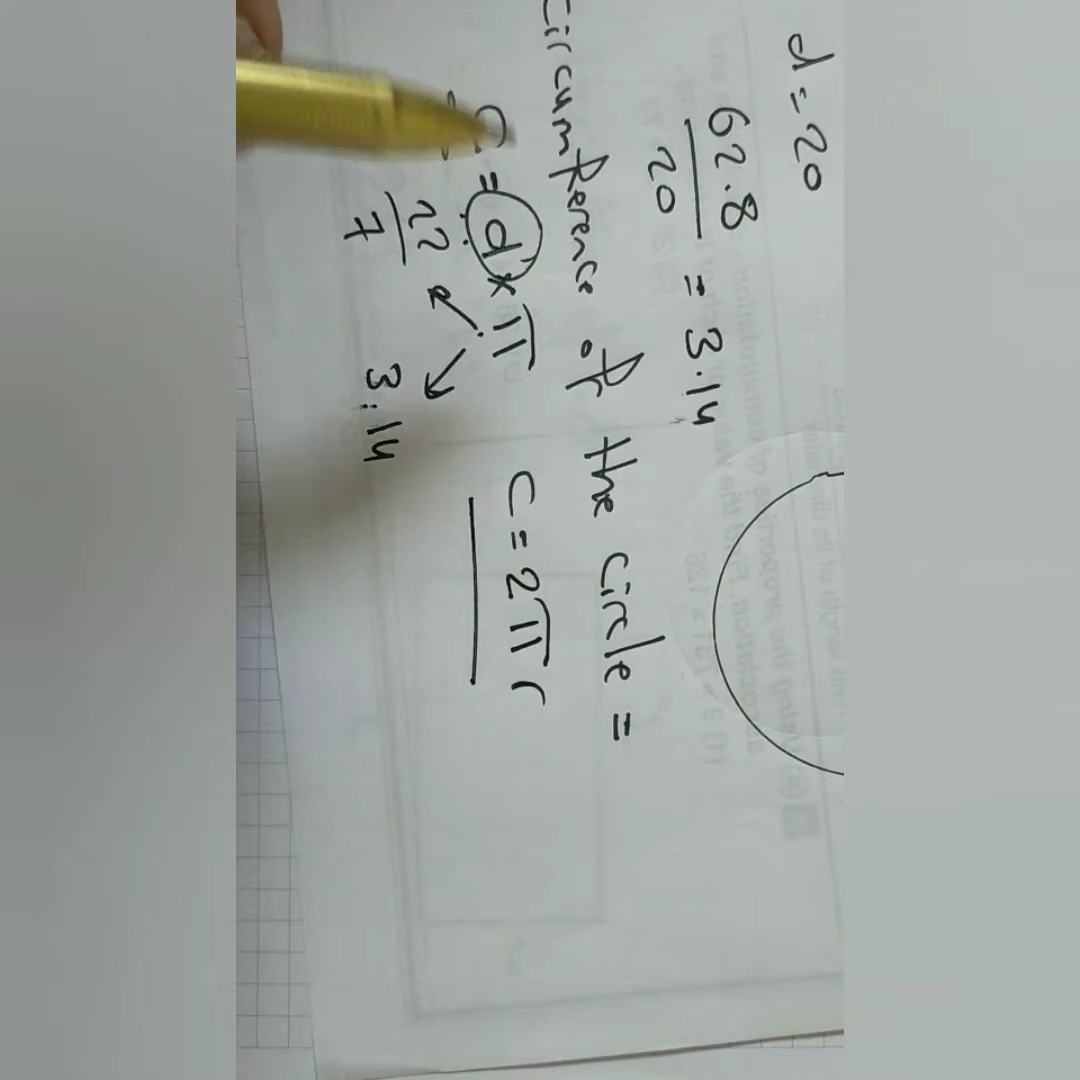 d = 20
62.8
20
= 3.14
Circumference of the circle =
C = d × π
C = 2πr
22
7
3.14